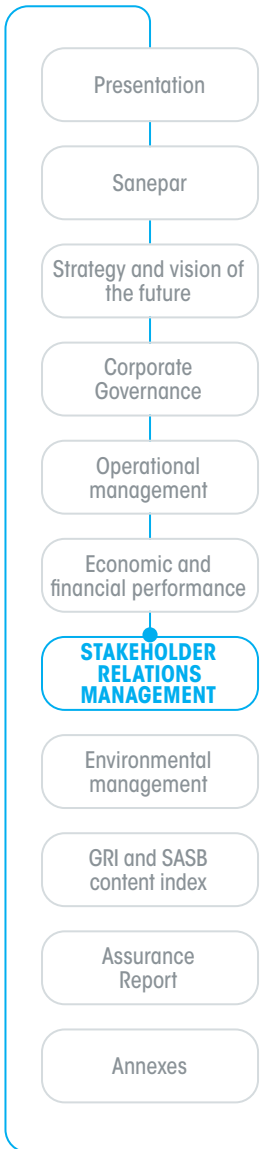 Presentation
Sanepar
Strategy and vision of
the future
Corporate
Governance
Operational
management
Economic and
financial performance
STAKEHOLDER
RELATIONS
MANAGEMENT
Environmental
management
GRI and SASB
content index
Assurance
Report
Annexes